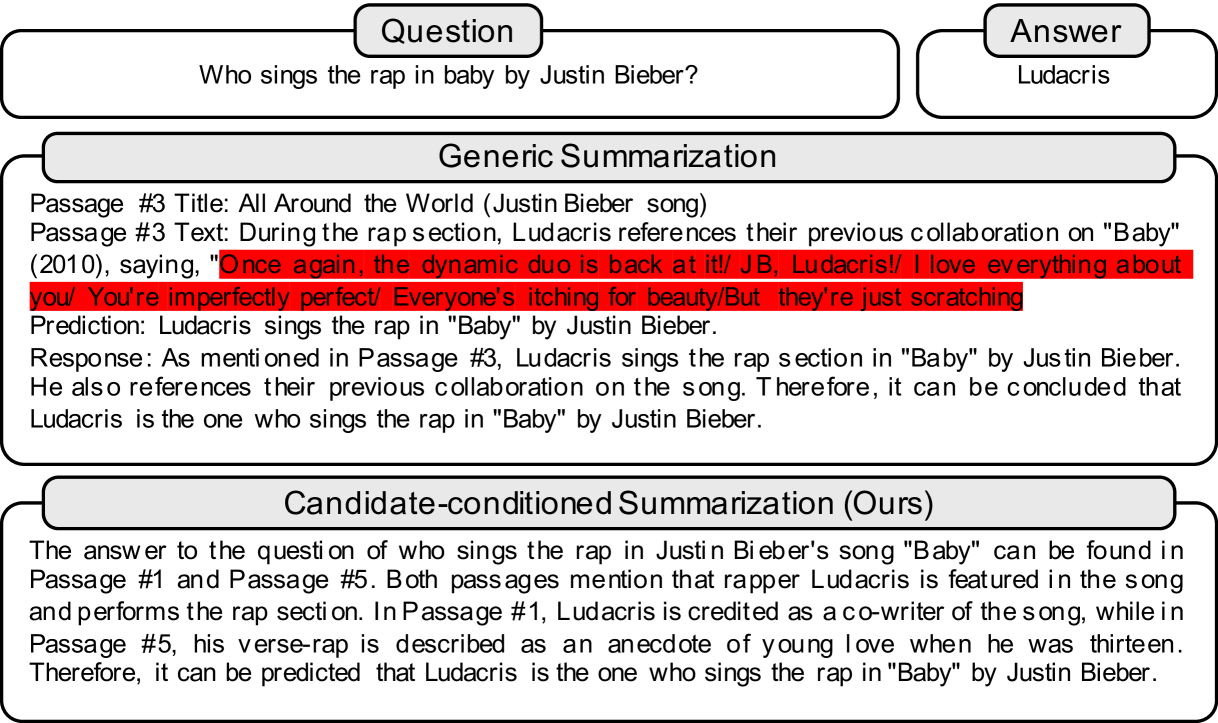 Question
Answer
Who sings the rap in baby by Justin Bieber?
Ludacris
Generic Summarization
Passage #3 Title: All Around the World (Justin Bieber song)
Passage #3 Text: During the rap section, Ludacris references their previous collaboration on "Baby"
(2010), saying, "Once again, the dynamic duo is back at it!/ JB, Ludacris!/ I love everything about
you/ You're imperfectly perfect/ Everyone's itching for beauty/But they're just scratching
Prediction: Ludacris sings the rap in "Baby" by Justin Bieber.
Response: As mentioned in Passage #3, Ludacris sings the rap section in "Baby" by Justin Bieber.
He also references their previous collaboration on the song. Therefore, it can be concluded that
Ludacris is the one who sings the rap in "Baby" by Justin Bieber.
Candidate-conditioned Summarization (Ours)
The answer to the question of who sings the rap in Justin Bieber's song "Baby" can be found in
Passage #1 and Passage #5. Both passages mention that rapper Ludacris is featured in the song
and performs the rap section. In Passage #1, Ludacris is credited as a co-writer of the song, while in
Passage #5, his verse-rap is described as an anecdote of young love when he was thirteen.
Therefore, it can be predicted that Ludacris is the one who sings the rap in "Baby" by Justin Bieber.